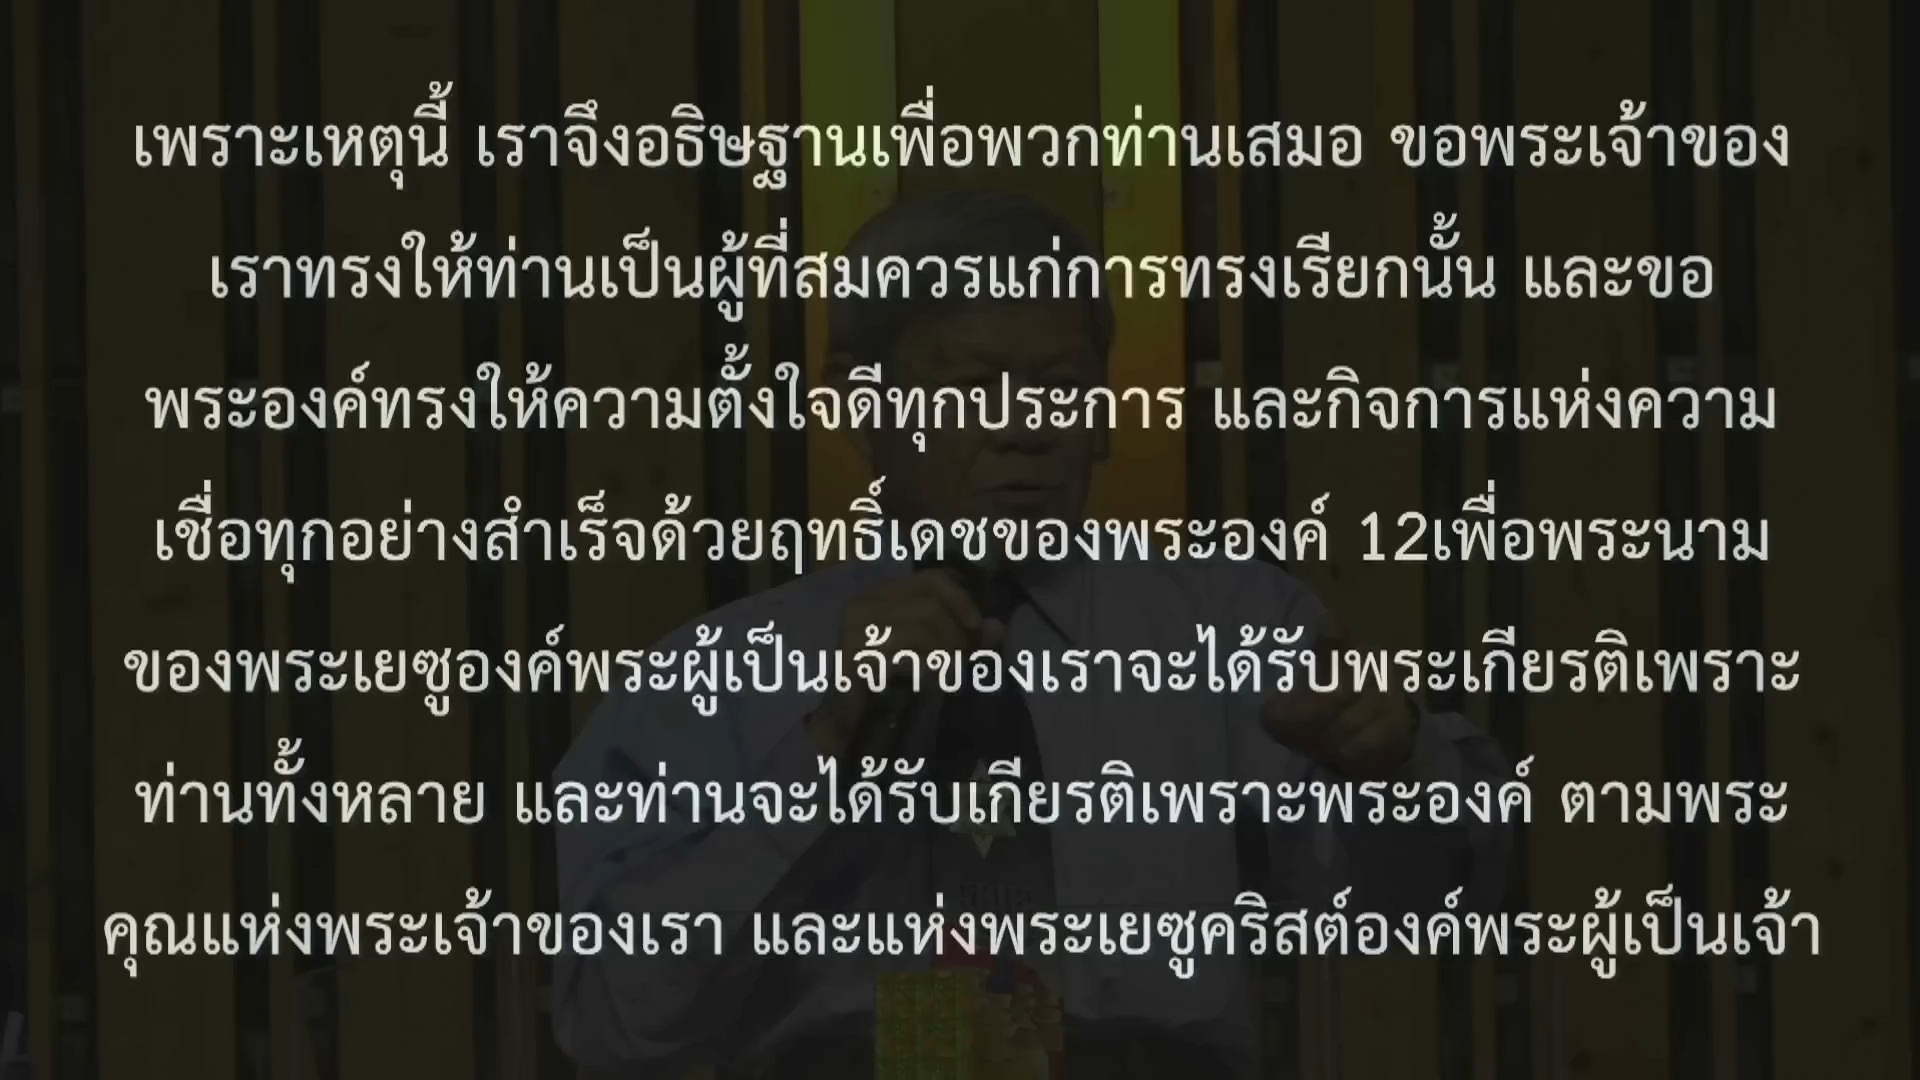 เพราะเหตุนี้ เราจึงอธิษฐานเพื่อพวกท่านเสมอ ขอพระเจ้าของ
เราทรงให้ท่านเป็นผู้ที่สมควรแก่การทรงเรียกนั้น และขอ
พระองค์ทรงให้ความตั้งใจดีทุกประการ และกิจการแห่งความ
เชื่อทุกอย่างสำเร็จด้วยฤทธิ์เดชของพระองค์ 12เพื่อพระนาม
ของพระเยซูองค์พระผู้เป็นเจ้าของเราจะได้รับพระเกียรติเพราะ
ท่านทั้งหลาย และท่านจะได้รับเกียรติเพราะพระองค์ ตามพระ
คุณแห่งพระเจ้าของเรา และแห่งพระเยซูคริสต์องค์พระผู้เป็นเจ้า